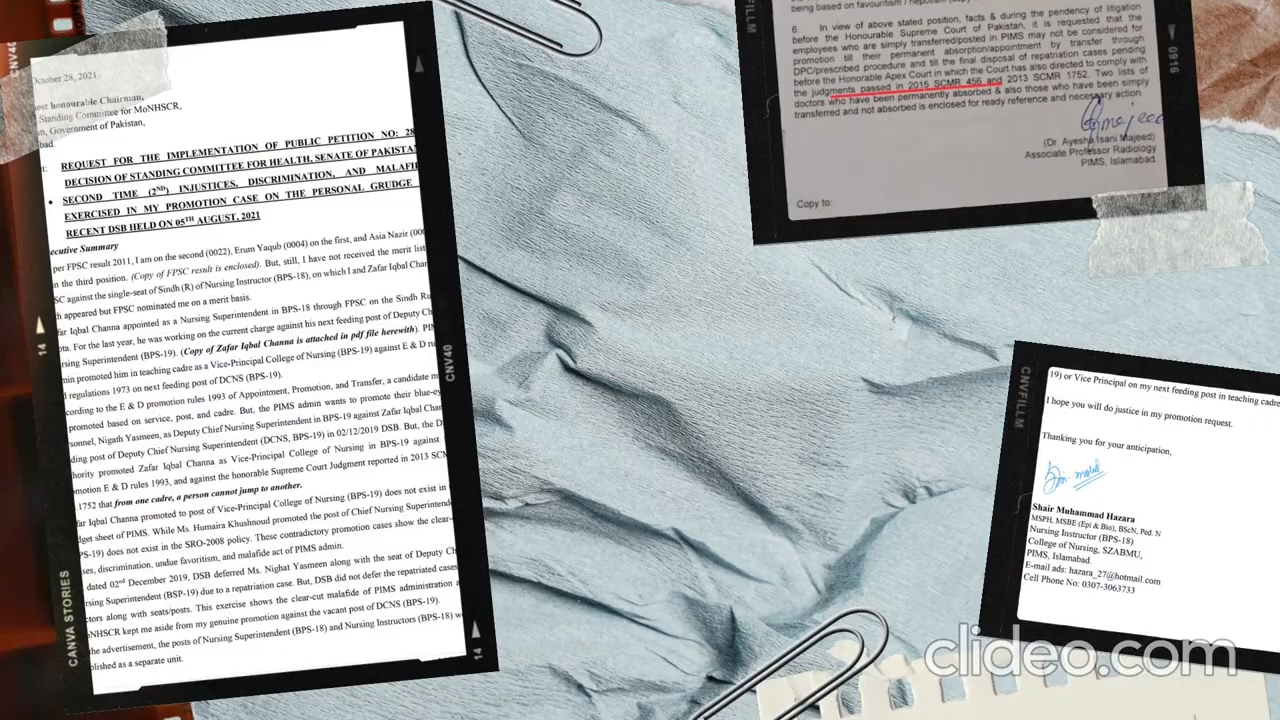 October 28, 2021.
ost honourable Chairman,
Standing Committee for MoNHSCR,
n, Government of Pakistan,
bad.
REQUEST FOR THE IMPLEMENTATION OF PUBLIC PETITION NO: 28
DECISION OF STANDING COMMITTEE FOR HEALTH, SENATE OF PAKISTAN
• SECOND TIME (2ND) INJUSTICES, DISCRIMINATION, AND MALAFI
EXERCISED IN MY PROMOTION CASE ON THE PERSONAL GRUDGE
RECENT DSB HELD ON 05TH AUGUST, 2021
ecutive Summary
per FPSC result 2011, I am on the second (0022), Erum Yaqub (0004) on the first, and Asia Nazir (00
n the third position. (Copy of FPSC result is enclosed). But, still, I have not received the merit list
SC against the single-seat of Sindh (R) of Nursing Instructor (BPS-18), on which I and Zafar Iqbal Chan
h appeared but FPSC nominated me on a merit basis.
far Iqbal Channa appointed as a Nursing Superintendent in BPS-18 through FPSC on the Sindh Ru
ta. For the last year, he was working on the current charge against his next feeding post of Deputy C
rsing Superintendent (BPS-19). (Copy of Zafar Iqbal Channa is attached in pdf file herewith). PI
min promoted him in teaching cadre as a Vice-Principal College of Nursing (BPS-19) against E & D ru
d regulations 1973 on next feeding post of DCNS (BPS-19).
cording to the E & D promotion rules 1993 of Appointment, Promotion, and Transfer, a candidate m
promoted based on service, post, and cadre. But, the PIMS admin wants to promote their blue-ey
sonnel, Nigath Yasmeen, as Deputy Chief Nursing Superintendent in BPS-19 against Zafar Iqbal Char
ding post of Deputy Chief Nursing Superintendent (DCNS, BPS-19) in 02/12/2019 DSB. But, the D
hority promoted Zafar Iqbal Channa as Vice-Principal College of Nursing in BPS-19 against
motion E & D rules 1993, and against the honorable Supreme Court Judgment reported in 2013 SCM
.1752 that from one cadre, a person cannot jump to another.
far Iqbal Channa promoted to post of Vice-Principal College of Nursing (BPS-19) does not exist in
lget sheet of PIMS. While Ms. Humaira Khushnoud promoted the post of Chief Nursing Superintende
PS-19) does not exist in the SRO-2008 policy. These contradictory promotion cases show the clear-
ses, discrimination, undue favoritism, and malafide act of PIMS admin.
dated 02nd December 2019, DSB deferred Ms. Nighat Yasmeen along with the seat of Deputy Ch
rsing Superintendent (BSP-19) due to a repatriation case. But, DSB did not defer the repatriated cases
ctors along with seats/posts. This exercise shows the clear-cut malafide of PIMS administration a
NHSCR kept me aside from my genuine promotion against the vacant post of DCNS (BPS-19).
the advertisement, the posts of Nursing Superintendent (BPS-18) and Nursing Instructors (BPS-18) w
blished as a separate unit.
being based on favouritism / nepotism
6 In view of above stated position, facts & during the pendency of litigation
before the Honourable Supreme Court of Pakistan, it is requested that the
employees who are simply transferred/posted in PIMS may not be considered for
promotion till their permanent absorption/appointment by transfer through
DPC/prescribed procedure and till the final disposal of repatriation cases pending
before the Honorable Apex Court in which the Court has also directed to comply with
the judgments passed in 2015 SCMR 456 and 2013 SCMR 1752. Two lists of
doctors who have been permanently absorbed & also those who have been simply
transferred and not absorbed is enclosed for ready reference and necessary action.
(Dr. Ayesha Isani Majeed)
Associate Professor Radiology
PIMS, Islamabad.
Copy to:
19) or Vice Principal on my next feeding post in teaching cadre
I hope you will do justice in my promotion request.
Thanking you for your anticipation,
Shair Muhammad Hazara
MSPH, MSBE (Epi & Bio), BScN, Ped. N
Nursing Instructor (BPS-18)
College of Nursing, SZABMU,
PIMS, Islamabad.
E-mail ads: hazara_27@hotmail.com
Cell Phone No: 0307-3063733
CNV40
14
CNV40
CANVA STORIES
14
FILLM
0916
CNVFILLM
clideo.com